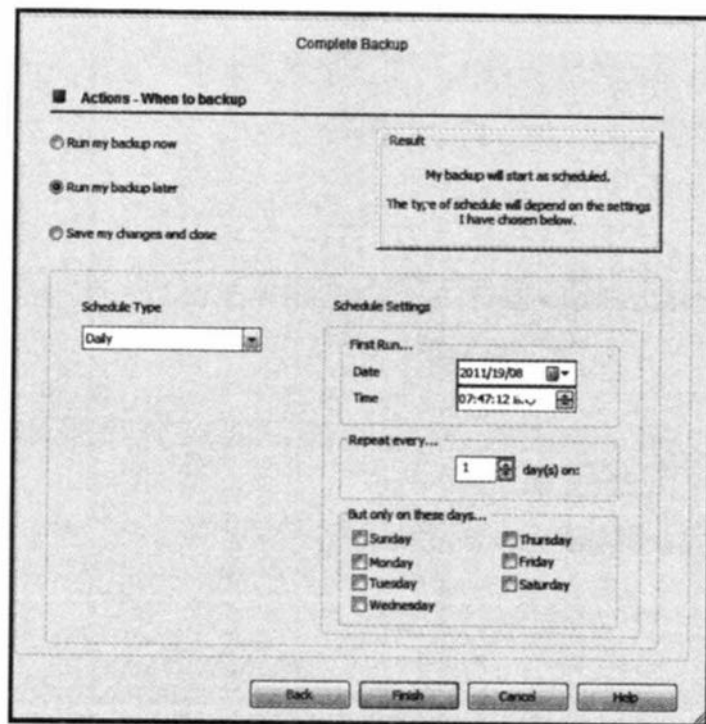 Complete Backup
Actions - When to backup
Run my backup now
Run my backup later
Save my changes and close
Result
My backup will start as scheduled.
The type of schedule will depend on the settings
I have chosen below.
Schedule Type
Daily
Schedule Settings
First Run...
Date
2011/19/08
Time
07:47:12
Repeat every...
1 day(s) on:
But only on these days...
Sunday
Monday
Tuesday
Wednesday
Thursday
Friday
Saturday
Back
Finish
Cancel
Help